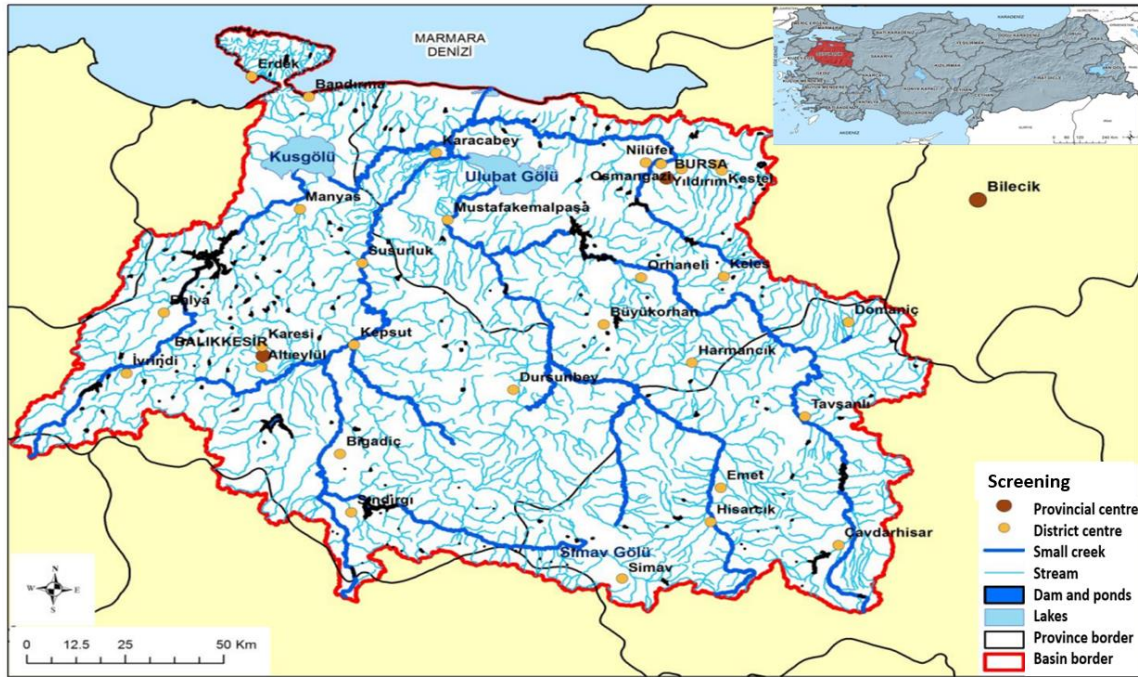 MARMARA
DENİZİ
Erdek
Bandırma
Kusgölü
Karacabey
Ulubat Gölü
Nilüfer
BURSA
Osmangazi
Yıldırım
Kestel
Bilecik
Manyas
Mustafakemalpaşa
Susurluk
Orhaneli
Keles
Balya
Büyükorhan
Domaniç
BALIKKESİR
Karesi
Altıeylül
Kepsut
Harmancık
İvrindi
Dursunbey
Tavşanlı
Bigadiç
Emet
Sındırgı
Hisarcık
Çavdarhisar
Simav Gölü
Simav
N
W
E
S
0
12.5
25
50 Km
KARADENİZ
AKDENİZ
Screening
Provincial centre
District centre
Small creek
Stream
Dam and ponds
Lakes
Province border
Basin border